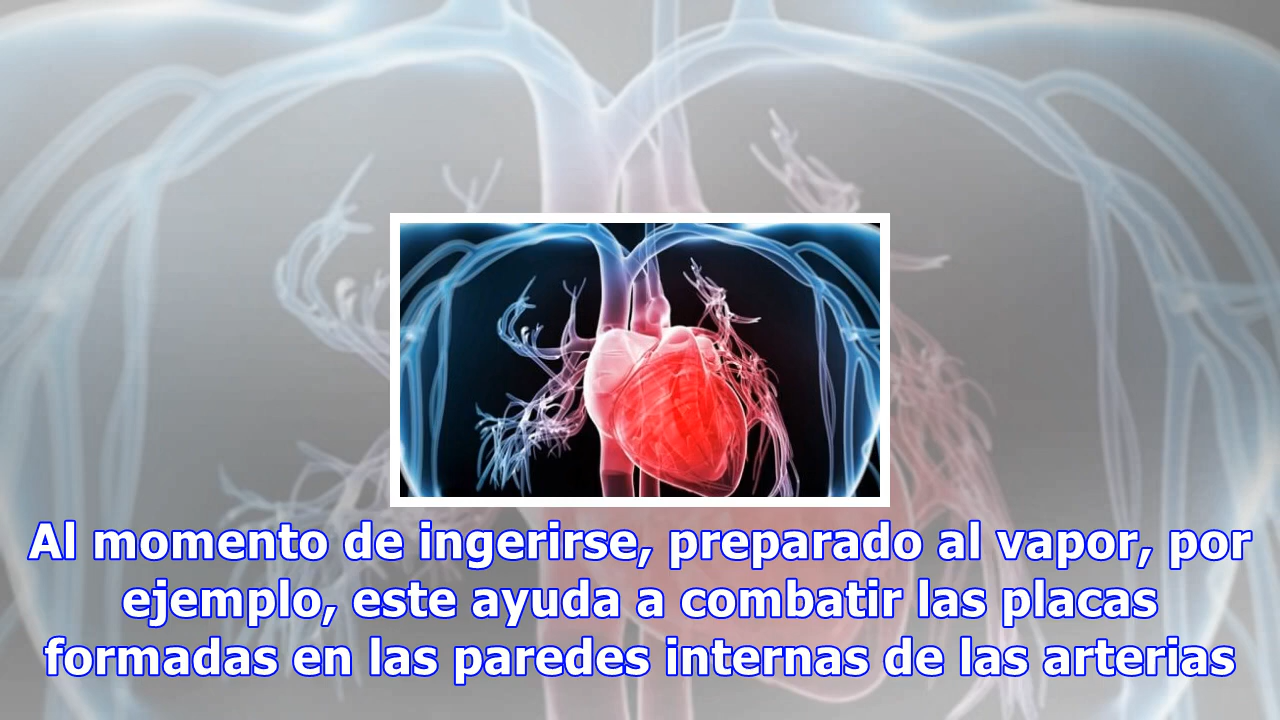 Al momento de ingerirse, preparado al vapor, por
ejemplo, este ayuda a combatir las placas
formadas en las paredes internas de las arterias